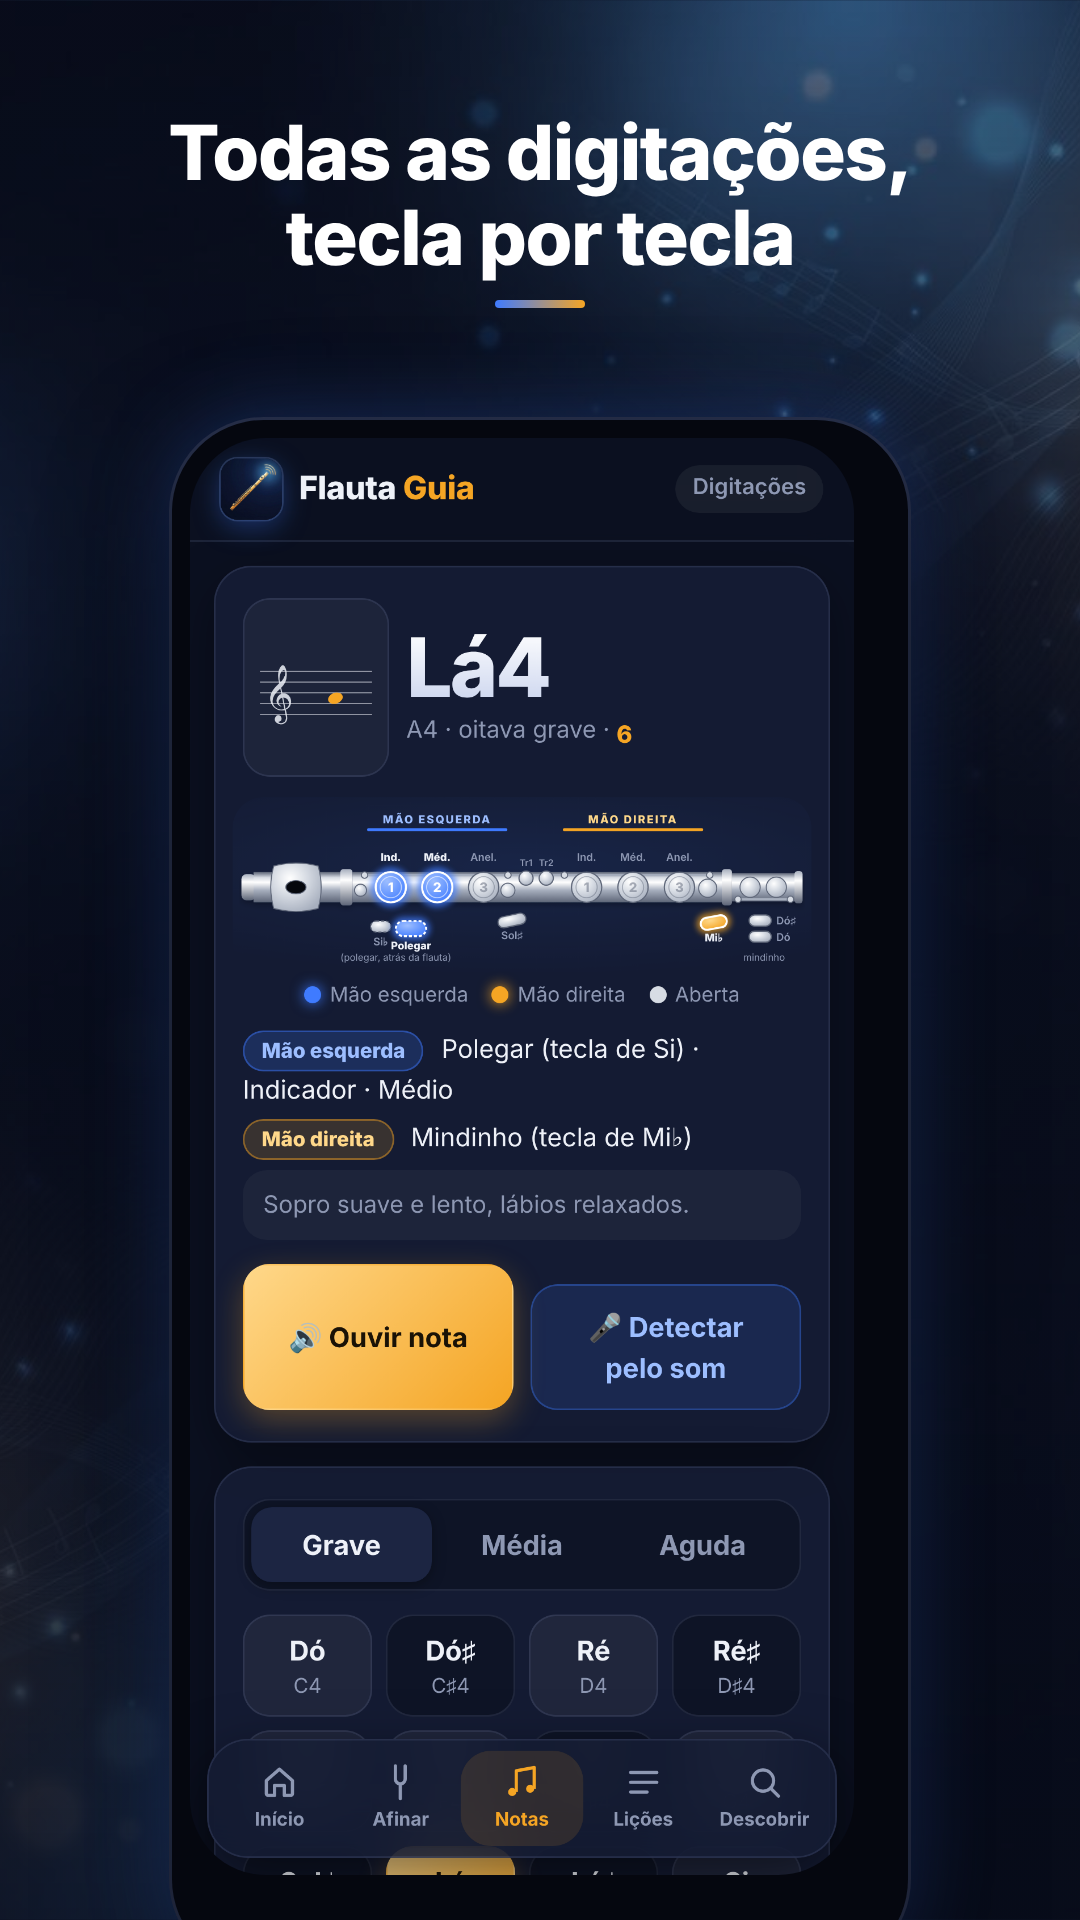 Todas as digitações,
tecla por tecla
Flauta Guia
Digitações
Lá4
A4 · oitava grave · 6
MÃO ESQUERDA
MÃO DIREITA
Ind. Méd. Anel. Tr1 Tr2 Ind. Méd. Anel.
1 2 3 1 2 3
Si♭ Polegar Sol♯ Mi♭ Dó♯
Dó
(polegar, atrás da flauta)
mindinho
Mão esquerda Mão direita Aberta
Mão esquerda Polegar (tecla de Si) ·
Indicador · Médio
Mão direita Mindinho (tecla de Mi♭)
Sopro suave e lento, lábios relaxados.
Ouvir nota
Detectar
pelo som
Grave Média Aguda
Dó Dó♯ Ré Ré♯
C4 C♯4 D4 D♯4
Início Afinar Notas Lições Descobrir